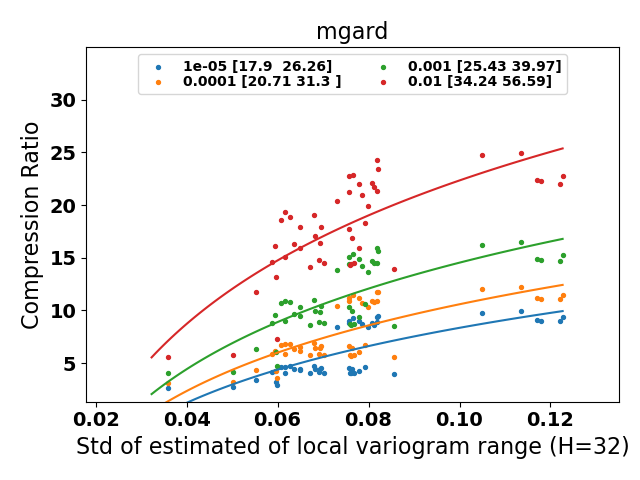 mgard
1e-05 [17.9  26.26]
0.0001 [20.71 31.3 ]
0.001 [25.43 39.97]
0.01 [34.24 56.59]
Compression Ratio
30
25
20
15
10
5
0.02 0.04 0.06 0.08 0.10 0.12
Std of estimated of local variogram range (H=32)